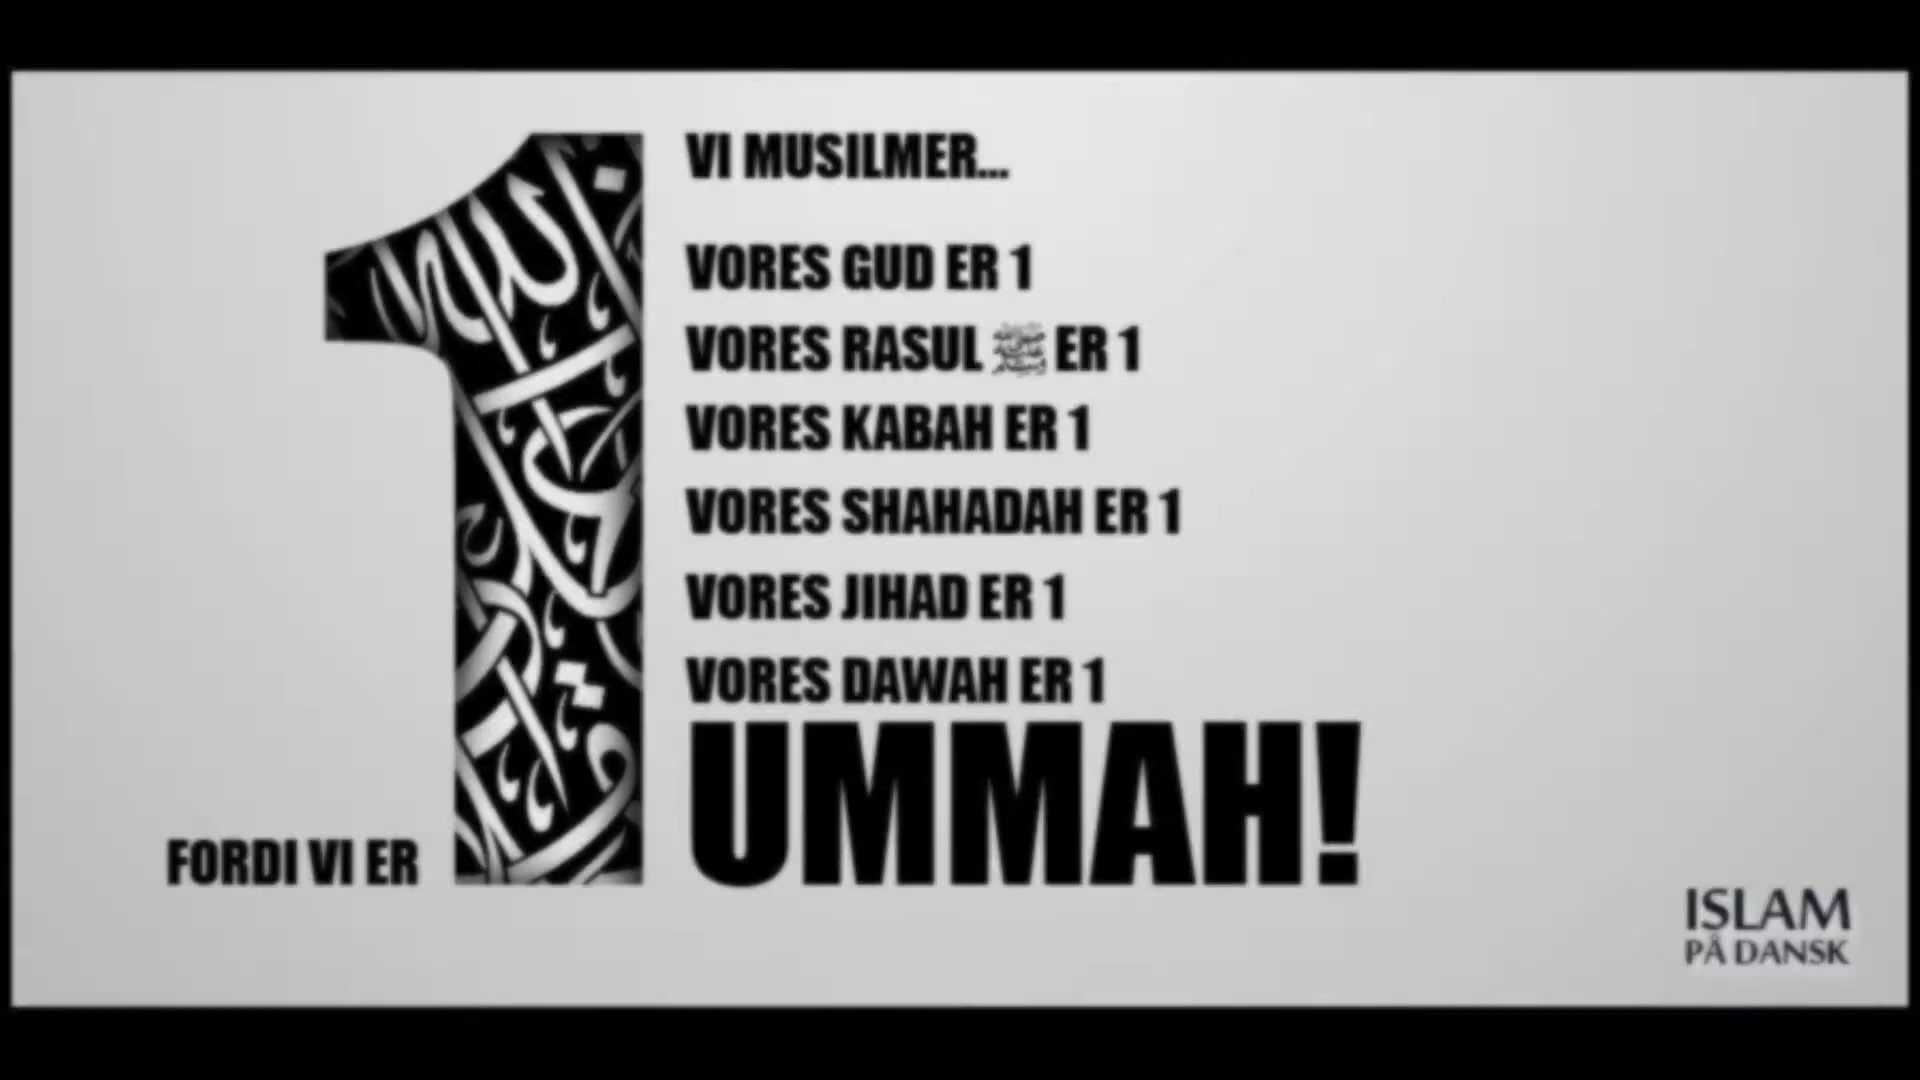 VI MUSILMER...
VORES GUD ER 1
VORES RASUL ﷺ ER 1
VORES KABAH ER 1
VORES SHAHADAH ER 1
VORES JIHAD ER 1
VORES DAWAH ER 1
FORDI VI ER 1 UMMAH!
ISLAM
PÅ DANSK